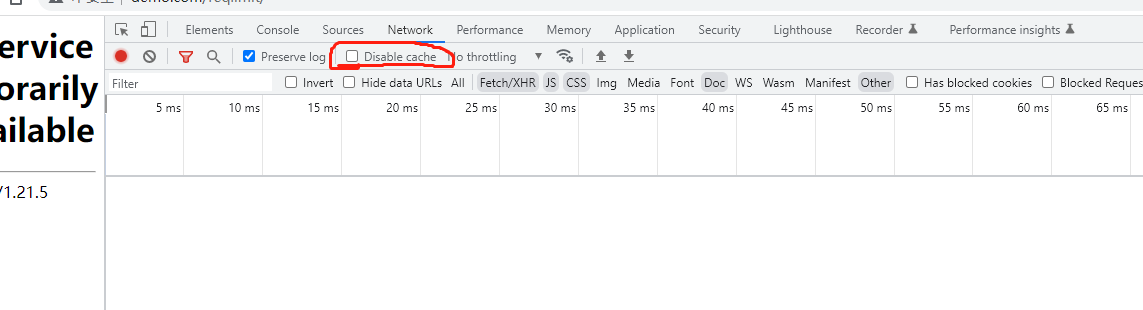 demo.com/reqlimit/
Elements Console Sources Network Performance Memory Application Security Lighthouse Recorder Performance insights
Preserve log Disable cache No throttling
Filter Invert Hide data URLs All Fetch/XHR JS CSS Img Media Font Doc WS Wasm Manifest Other Has blocked cookies Blocked Reques
5 ms 10 ms 15 ms 20 ms 25 ms 30 ms 35 ms 40 ms 45 ms 50 ms 55 ms 60 ms 65 ms
ervice
orarily
ailable
/1.21.5